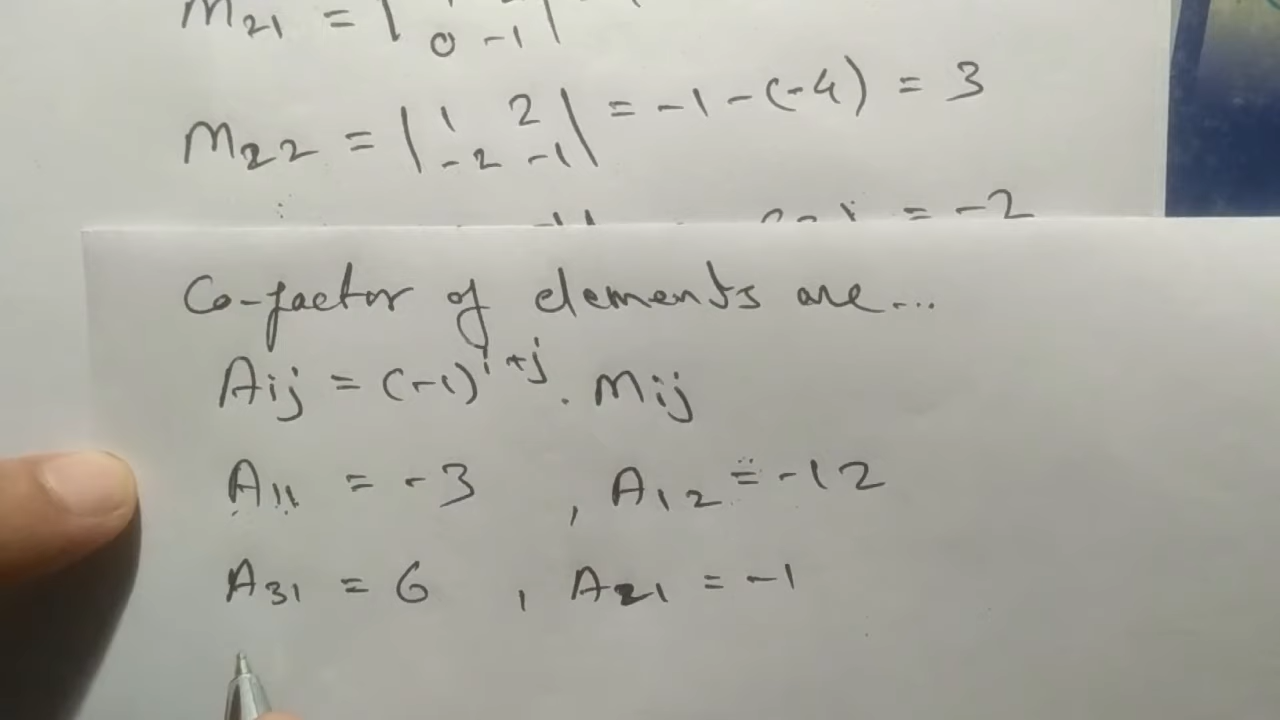 M21 = | 0 -1 |
M22 = | 1 2 -2 -1 | = -1 - (-4) = 3
= -2
Co-factor of elements are...
Aij = (-1)^i+j . Mij
A11 = -3 , A12 = -12
A31 = 6 , A21 = -1